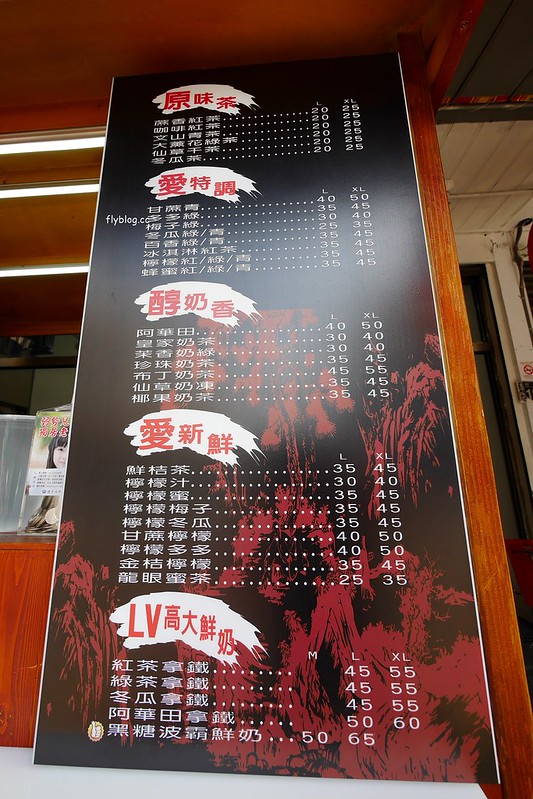 原味茶
L XL
蔗香紅茶 20 25
咖啡紅茶 20 25
文山青茶 20 25
大薰花綠茶 20 25
仙草干茶 20 25
冬瓜茶
愛特調
L XL
甘蔗青 40 50
多多綠 35 45
梅子綠 30 40
冬瓜綠/青 25 35
百香綠/青 35 45
冰淇淋紅茶 35 45
檸檬紅/綠/青 35 45
蜂蜜紅/綠/青 35 45
flyblog.cc
醇奶香
L XL
阿華田 40 50
皇家奶茶 30 40
茉香奶綠 30 40
珍珠奶茶 35 45
布丁奶茶 45 55
仙草奶凍 35 45
椰果奶茶 35 45
愛新鮮
L XL
鮮桔茶 35 45
檸檬汁 30 40
檸檬蜜 35 45
檸檬梅子 35 45
檸檬冬瓜 35 45
甘蔗檸檬 40 50
檸檬多多 40 50
金桔檸檬 35 45
龍眼蜜茶 25 35
LV高大鮮奶
M L XL
紅茶拿鐵 45 55
綠茶拿鐵 45 55
冬瓜拿鐵 45 55
阿華田拿鐵 50 60
黑糖波霸鮮奶 50 65